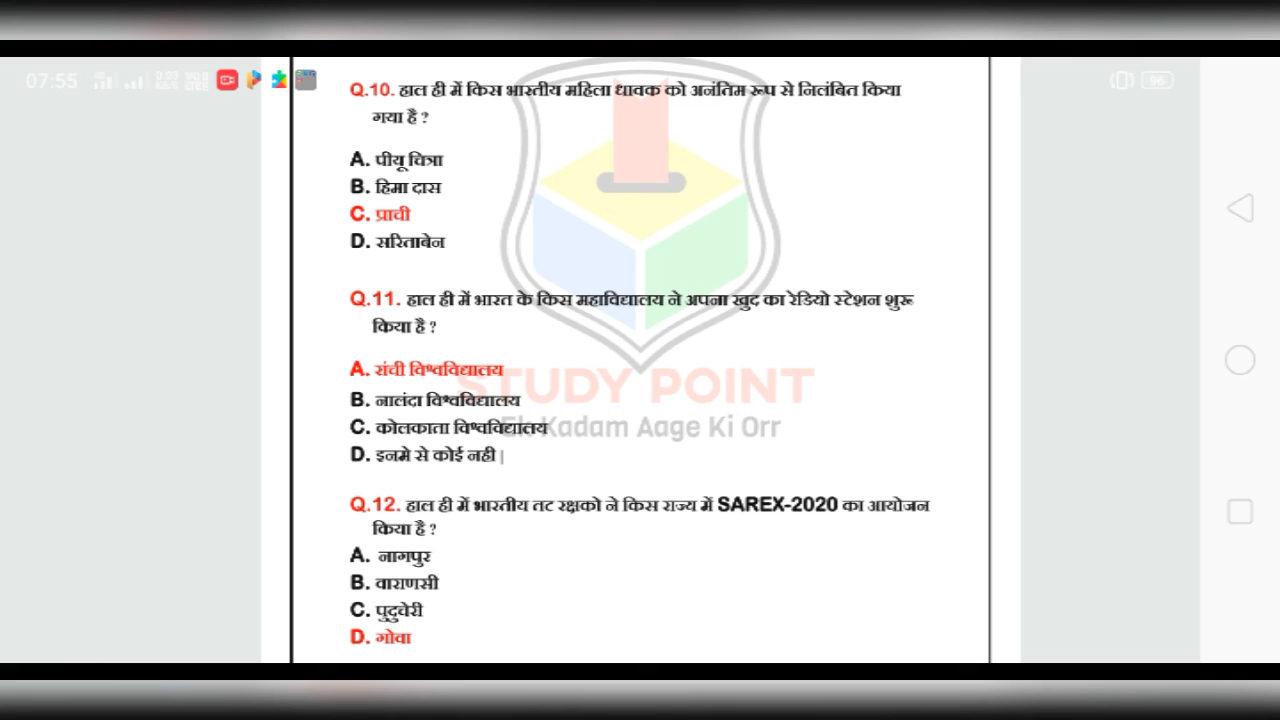 07:55
Q.10. हाल ही में किस भारतीय महिला धावक को अनंतिम रूप से निलंबित किया
गया है ?
A. पीयू चित्रा
B. हिमा दास
C. प्राची
D. सरिताबेन
Q.11. हाल ही में भारत के किस महाविद्यालय ने अपना खुद का रेडियो स्टेशन शुरू
किया है ?
A. रांची विश्वविद्यालय
B. नालंदा विश्वविद्यालय
C. कोलकाता विश्वविद्यालय
D. इनमे से कोई नही |
STUDY POINT
Ek Kadam Aage Ki Orr
Q.12. हाल ही में भारतीय तट रक्षको ने किस राज्य में SAREX-2020 का आयोजन
किया है ?
A. नागपुर
B. वाराणसी
C. पुदुचेरी
D. गोवा
96